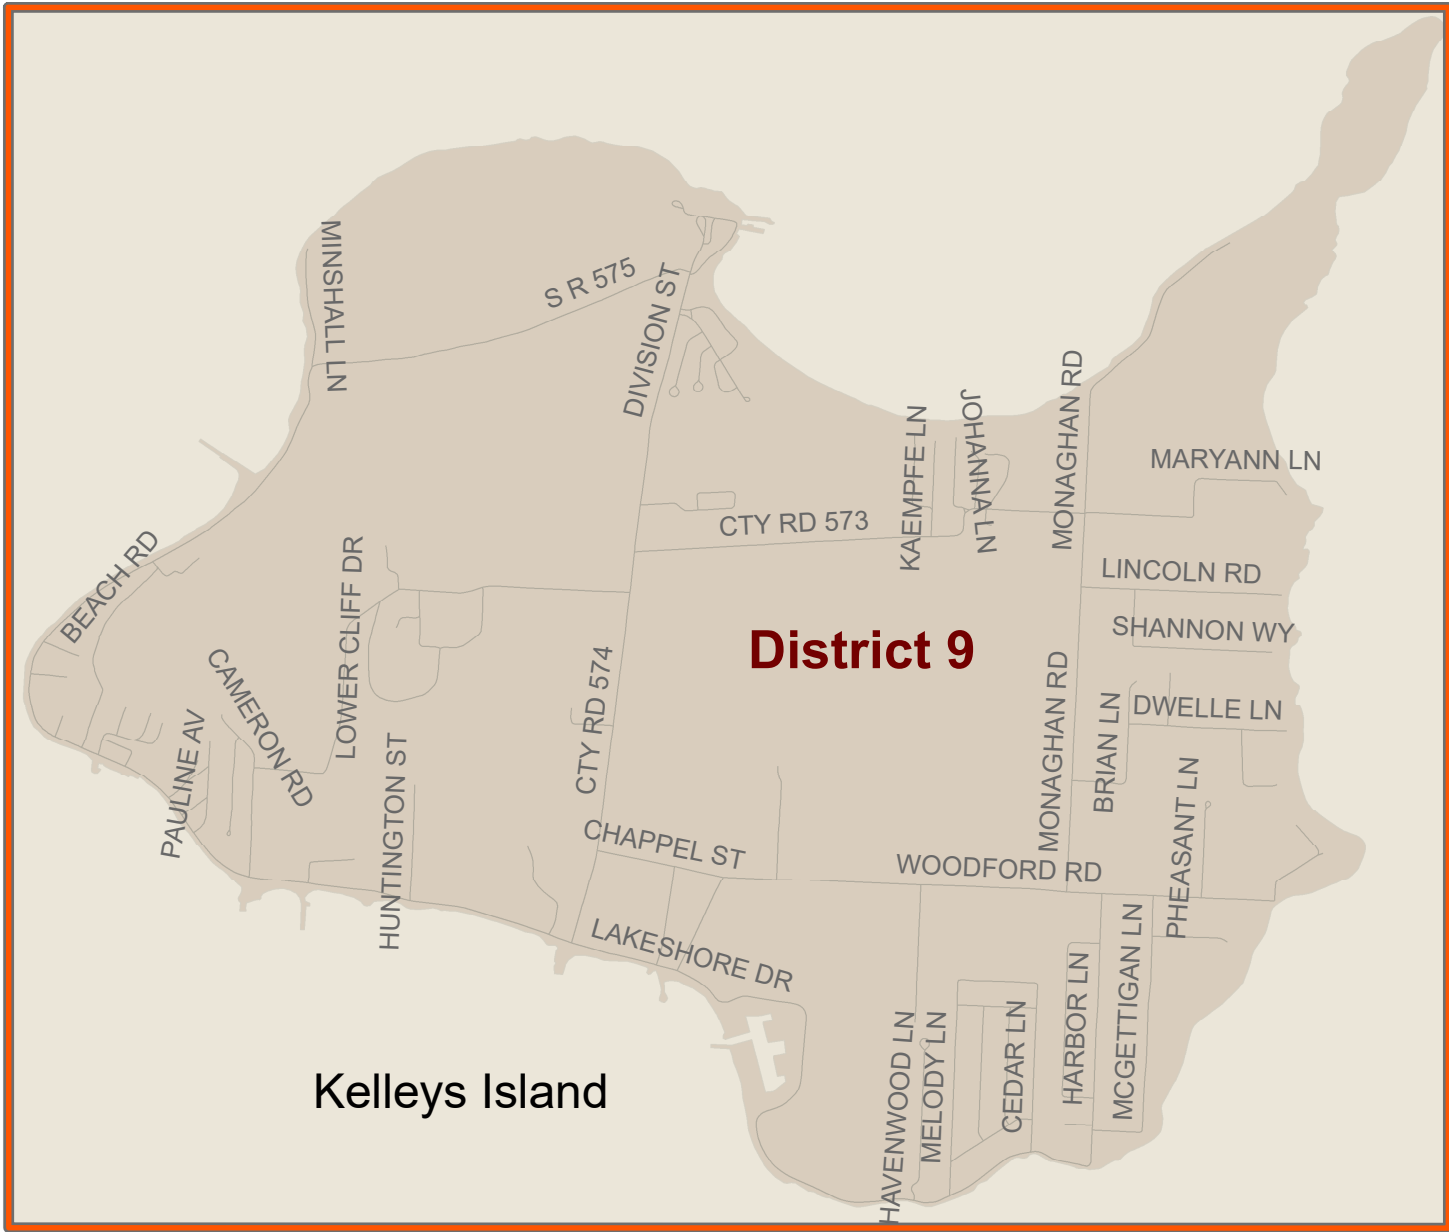 MINSHALL LN
S R 575
DIVISION ST
MONAGHAN RD
KAEMPFE LN
JOHANNA LN
MARYANN LN
CTY RD 573
BEACH RD
LOWER CLIFF DR
LINCOLN RD
SHANNON WY
District 9
CAMERON RD
CTY RD 574
MONAGHAN RD
BRIAN LN
DWELLE LN
PAULINE AV
HUNTINGTON ST
PHEASANT LN
CHAPPEL ST
WOODFORD RD
LAKESHORE DR
HAVENWOOD LN
MELODY LN
CEDAR LN
HARBOR LN
MCGETTIGAN LN
Kelleys Island